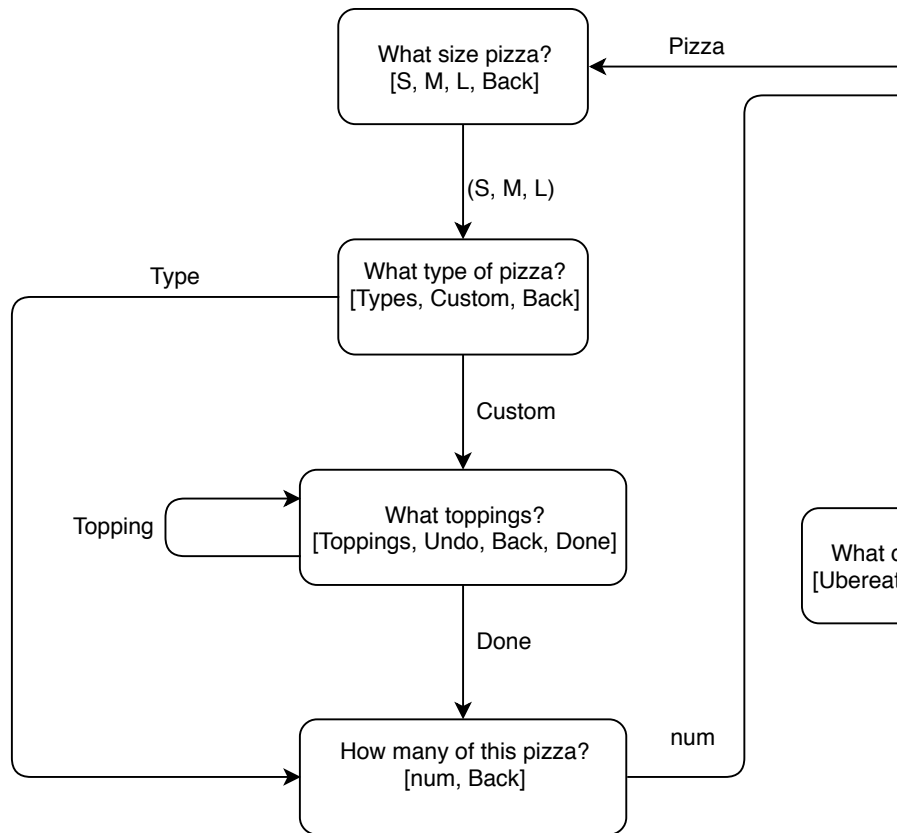 What size pizza?
[S, M, L, Back]
Pizza
(S, M, L)
What type of pizza?
[Types, Custom, Back]
Type
Custom
What toppings?
[Toppings, Undo, Back, Done]
Topping
What
Done
How many of this pizza?
[num, Back]
num